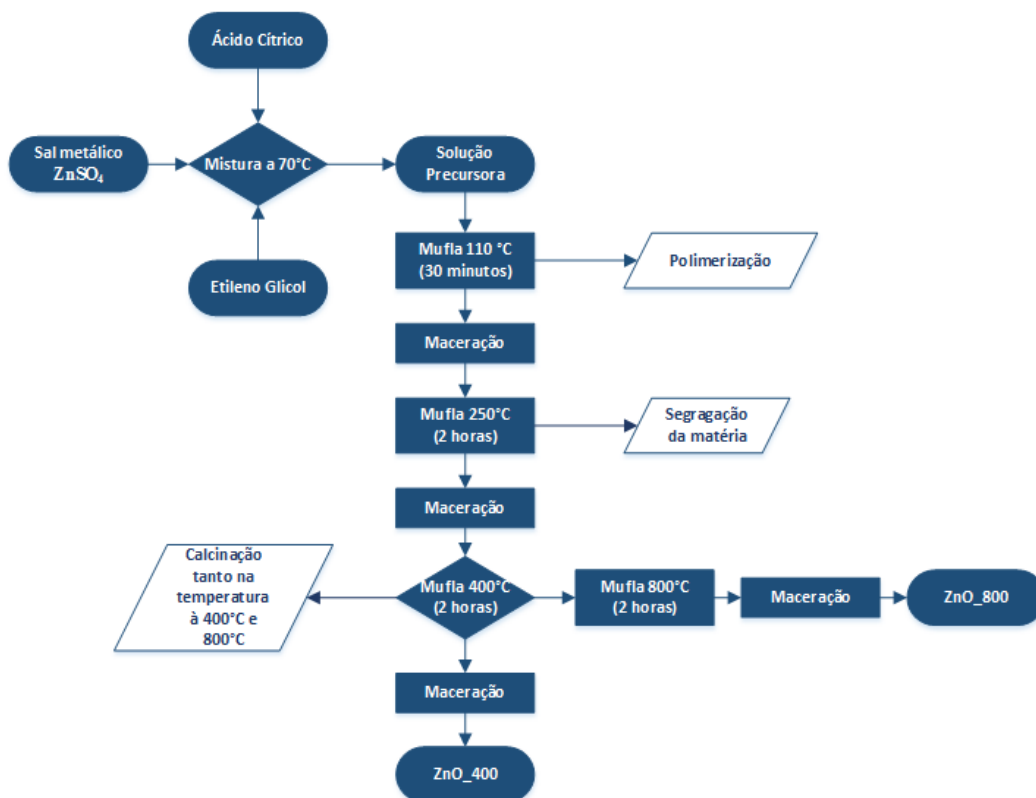 Ácido Cítrico
Sal metálico
ZnSO₄
Mistura a 70°C
Solução
Precursora
Etileno Glicol
Mufla 110 °C
(30 minutos)
Polimerização
Maceração
Mufla 250°C
(2 horas)
Segragação
da matéria
Maceração
Calcinação
tanto na
temperatura
à 400°C e
800°C
Mufla 400°C
(2 horas)
Mufla 800°C
(2 horas)
Maceração
ZnO_800
Maceração
ZnO_400